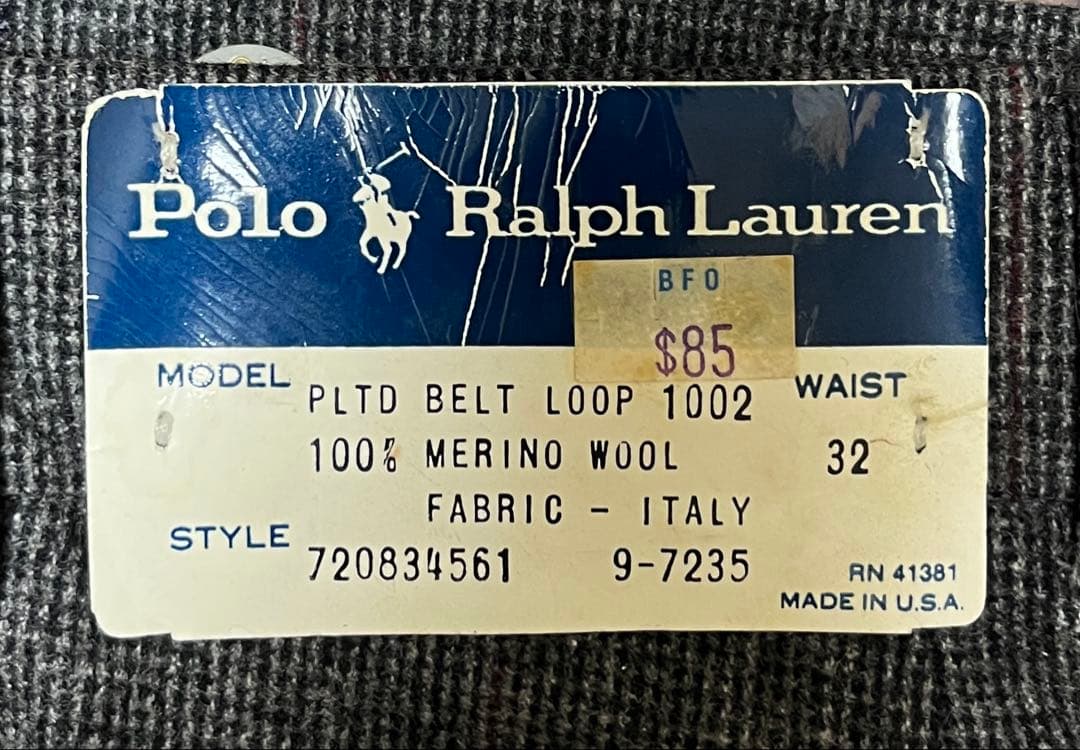 Polo Ralph Lauren
BFO
$85
MODEL PLTD BELT LOOP 1002 WAIST
100% MERINO WOOL 32
FABRIC - ITALY
STYLE 720834561 9-7235
RN 41381
MADE IN U.S.A.